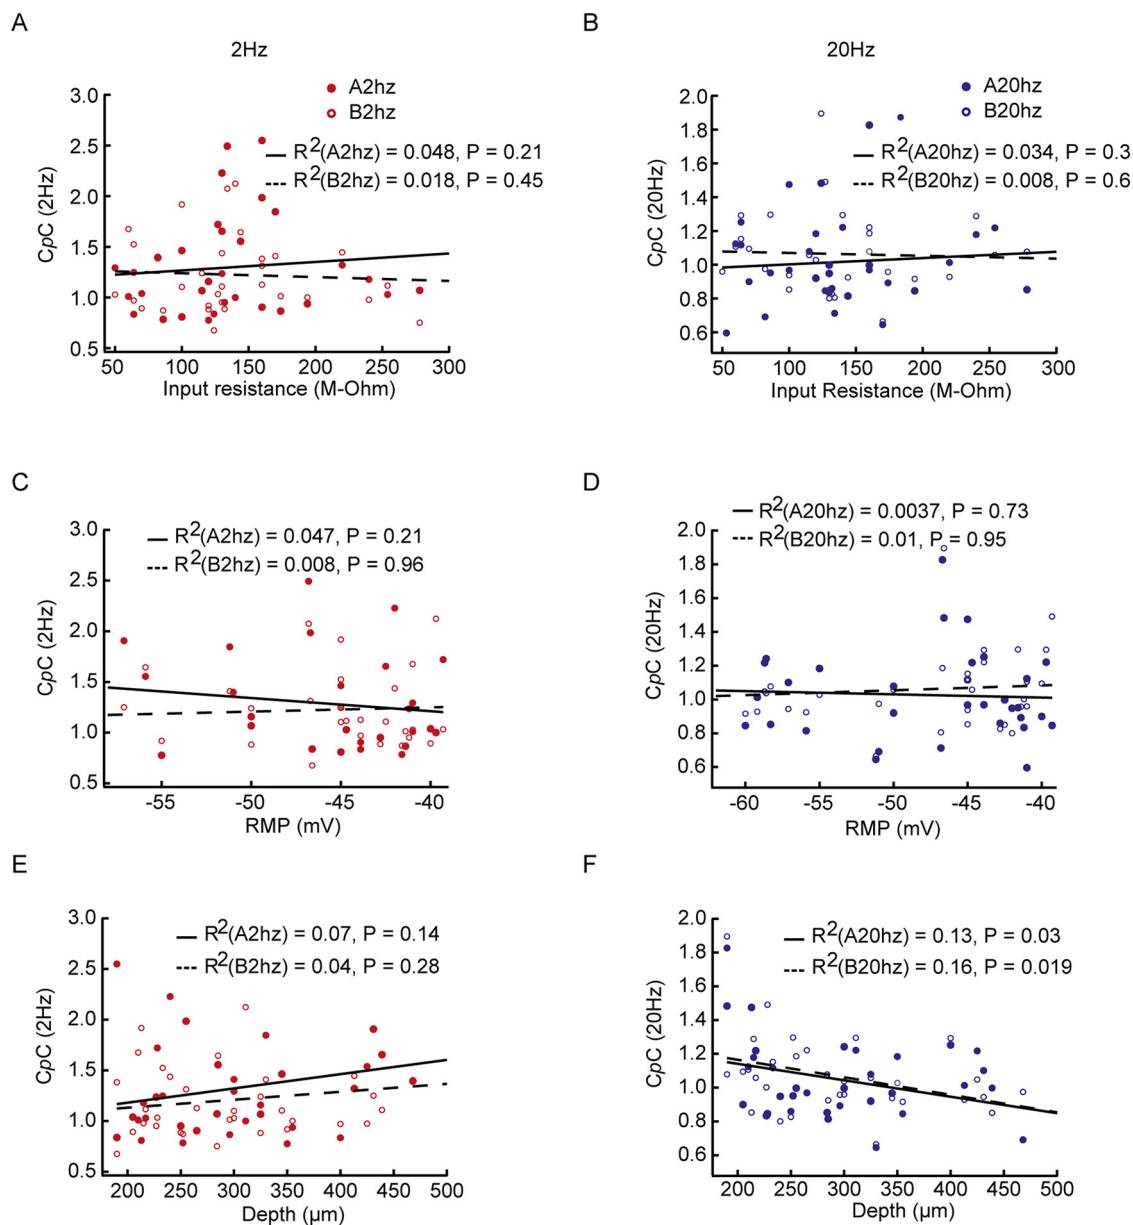 A
2Hz
A2hz
B2hz
R2(A2hz) = 0.048, P = 0.21
R2(B2hz) = 0.018, P = 0.45
CpC (2Hz)
3.0
2.5
2.0
1.5
1.0
0.5
50 100 150 200 250 300
Input resistance (M-Ohm)
B
20Hz
A20hz
B20hz
R2(A20hz) = 0.034, P = 0.3
R2(B20hz) = 0.008, P = 0.6
CpC (20Hz)
2.0
1.8
1.6
1.4
1.2
1.0
0.8
0.6
50 100 150 200 250 300
Input Resistance (M-Ohm)
C
R2(A2hz) = 0.047, P = 0.21
R2(B2hz) = 0.008, P = 0.96
CpC (2Hz)
3.0
2.5
2.0
1.5
1.0
0.5
-55 -50 -45 -40
RMP (mV)
D
R2(A20hz) = 0.0037, P = 0.73
R2(B20hz) = 0.01, P = 0.95
CpC (20Hz)
2.0
1.8
1.6
1.4
1.2
1.0
0.8
0.6
-60 -55 -50 -45 -40
RMP (mV)
E
R2(A2hz) = 0.07, P = 0.14
R2(B2hz) = 0.04, P = 0.28
CpC (2Hz)
3.0
2.5
2.0
1.5
1.0
0.5
200 250 300 350 400 450 500
Depth (µm)
F
R2(A20hz) = 0.13, P = 0.03
R2(B20hz) = 0.16, P = 0.019
CpC (20Hz)
2.0
1.8
1.6
1.4
1.2
1.0
0.8
0.6
200 250 300 350 400 450 500
Depth (µm)